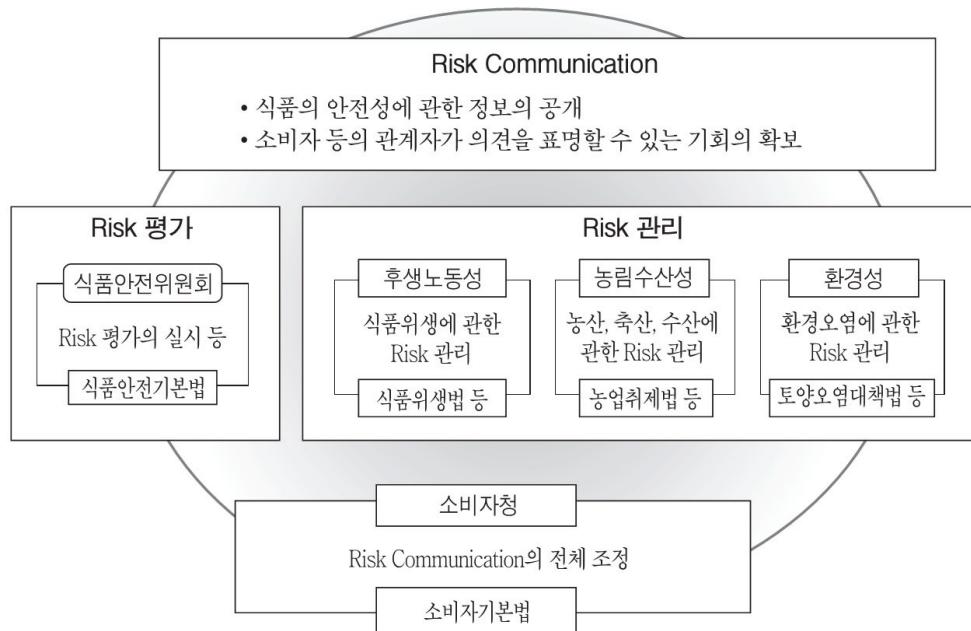 Risk Communication
• 식품의 안전성에 관한 정보의 공개
• 소비자 등의 관계자가 의견을 표명할 수 있는 기회의 확보
Risk 평가
식품안전위원회
Risk 평가의 실시 등
식품안전기본법
Risk 관리
후생노동성
식품위생에 관한
Risk 관리
식품위생법 등
농림수산성
농산, 축산, 수산에
관한 Risk 관리
농업취제법 등
환경성
환경오염에 관한
Risk 관리
토양오염대책법 등
소비자청
Risk Communication의 전체 조정
소비자기본법